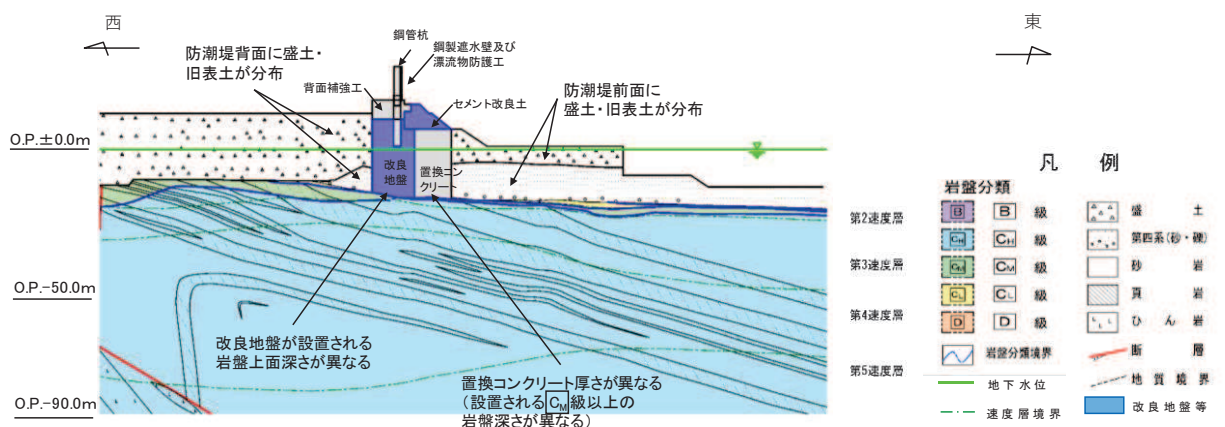 西
東
鋼管杭
防潮堤背面に盛土・
旧表土が分布
鋼製遮水壁及び
漂流物防護工
背面補強工
防潮堤前面に
盛土・旧表土が分布
セメント改良土
O.P.±0.0m
改良
地盤
置換コン
クリート
O.P.-50.0m
改良地盤が設置される
岩盤上面深さが異なる
置換コンクリート厚さが異なる
(設置されるCM級以上の
岩盤深さが異なる)
O.P.-90.0m
第2速度層
第3速度層
第4速度層
第5速度層
凡 例
岩盤分類
B B 級
CH CH 級
CM CM 級
CL CL 級
D D 級
岩盤分類境界
地下水位
速度層境界
盛 土
第四系(砂・礫)
砂 岩
頁 岩
ひん 岩
断 層
地質境界
改良地盤等